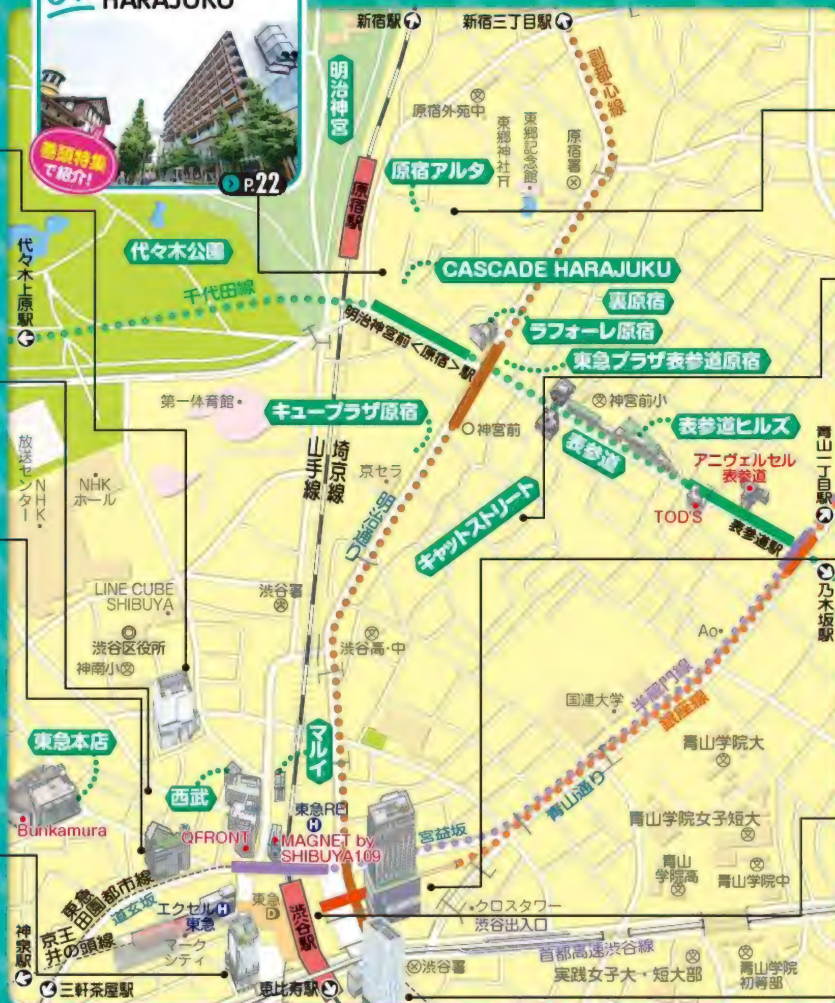 HARAJUKU
巻頭特集
で紹介!
P.22
新宿駅
新宿三丁目駅
明治神宮
副都心線
原宿外苑中
東郷神社
東郷記念館
原宿署
原宿駅
原宿アルタ
代々木上原駅
代々木公園
千代田線
CASCADE HARAJUKU
裏原宿
明治神宮前<原宿>駅
ラフォーレ原宿
東急プラザ表参道原宿
第一体育館
キュープラザ原宿
神宮前
神宮前小
表参道ヒルズ
表参道
アニヴェルセル
表参道
青山一丁目駅
放送センター
NHK
NHK
ホール
山手線
埼京線
京セラ
明治通り
キャットストリート
TOD'S
表参道駅
乃木坂駅
LINE CUBE
SHIBUYA
渋谷署
渋谷区役所
神南小
渋谷高・中
Ao
国連大学
半蔵門線
銀座線
青山学院大
東急本店
マルイ
西武
東急RE
H
宮益坂
青山通り
青山学院女子短大
Bunkamura
QFRONT
MAGNET by
SHIBUYA109
青山
学院高
青山学院中
東急
田園都市線
道玄坂
エクセル
東急
H
東急
D
渋谷駅
クロスタワー
渋谷出入口
京王
井の頭線
マーク
シティ
神泉駅
三軒茶屋駅
恵比寿駅
渋谷署
首都高速渋谷線
実践女子大・短大部
青山学院
初等部